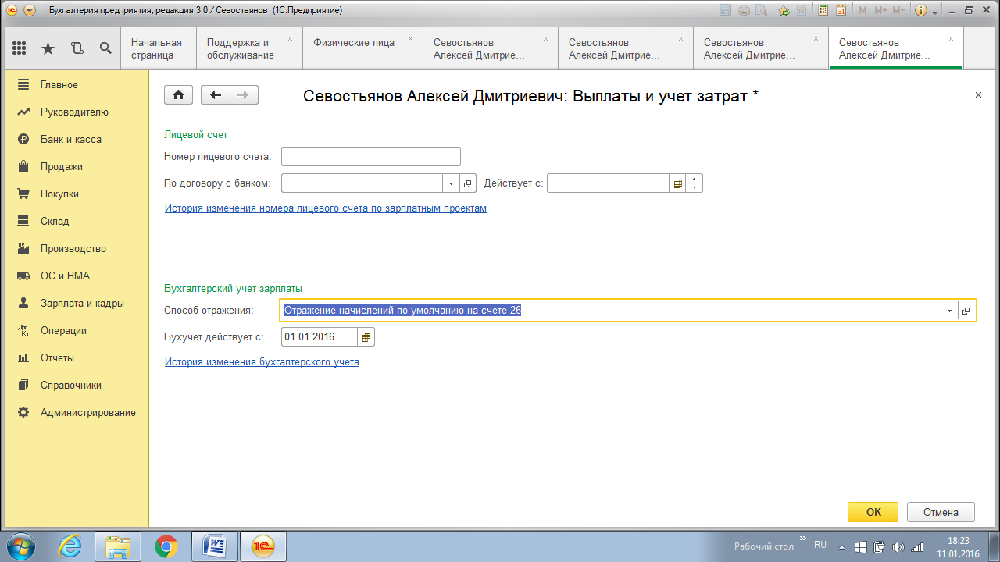 Бухгалтерия предприятия, редакция 3.0 / Севостьянов (1С:Предприятие)
M M+ M-
31
Начальная
страница
Поддержка и
обслуживание
Физические лица
Севостьянов
Алексей Дмитрие...
Севостьянов
Алексей Дмитрие...
Севостьянов
Алексей Дмитрие...
Севостьянов
Алексей Дмитрие...
Главное
Руководителю
Банк и касса
Продажи
Покупки
Склад
Производство
ОС и НМА
Зарплата и кадры
Дт Кт
Операции
Отчеты
Справочники
Администрирование
Севостьянов Алексей Дмитриевич: Выплаты и учет затрат *
Лицевой счет
Номер лицевого счета:
По договору с банком:
Действует с:
История изменения номера лицевого счета по зарплатным проектам
Бухгалтерский учет зарплаты
Способ отражения:
Отражение начислений по умолчанию на счете 26
Бухучет действует с:
01.01.2016
История изменения бухгалтерского учета
ОК
Отмена
Рабочий стол
»
RU
18:23
11.01.2016